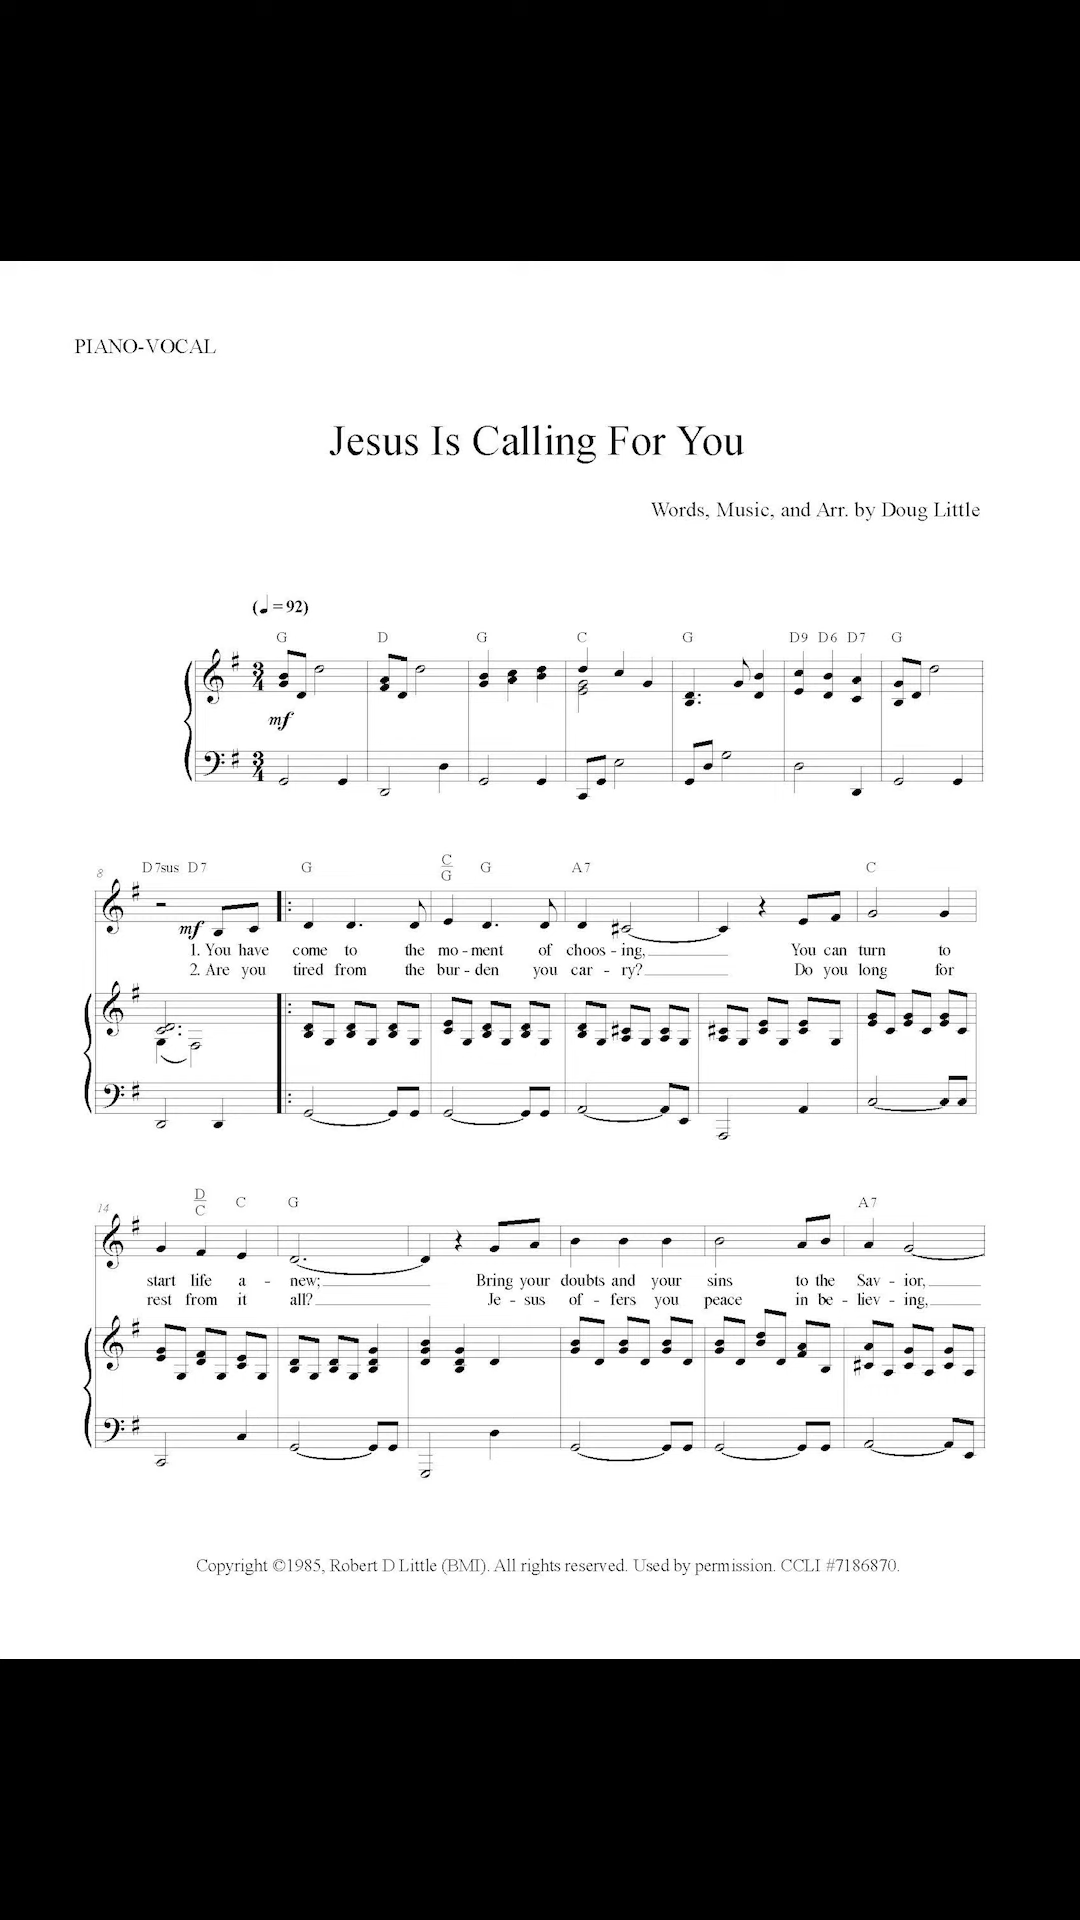 PIANO-VOCAL
Jesus Is Calling For You
Words, Music, and Arr. by Doug Little
(♩=92)
G D G C G D9 D6 D7 G
mf
8 D7sus D7 G C/G G A7 C
mf
1. You have come to the mo - ment of choos - ing, You can turn to
2. Are you tired from the bur - den you car - ry? Do you long for
14 D/C C G A7
start life a - new; Bring your doubts and your sins to the Sav - ior,
rest from it all? Je - sus of - fers you peace in be - liev - ing,
Copyright ©1985, Robert D Little (BMI). All rights reserved. Used by permission. CCLI #7186870.